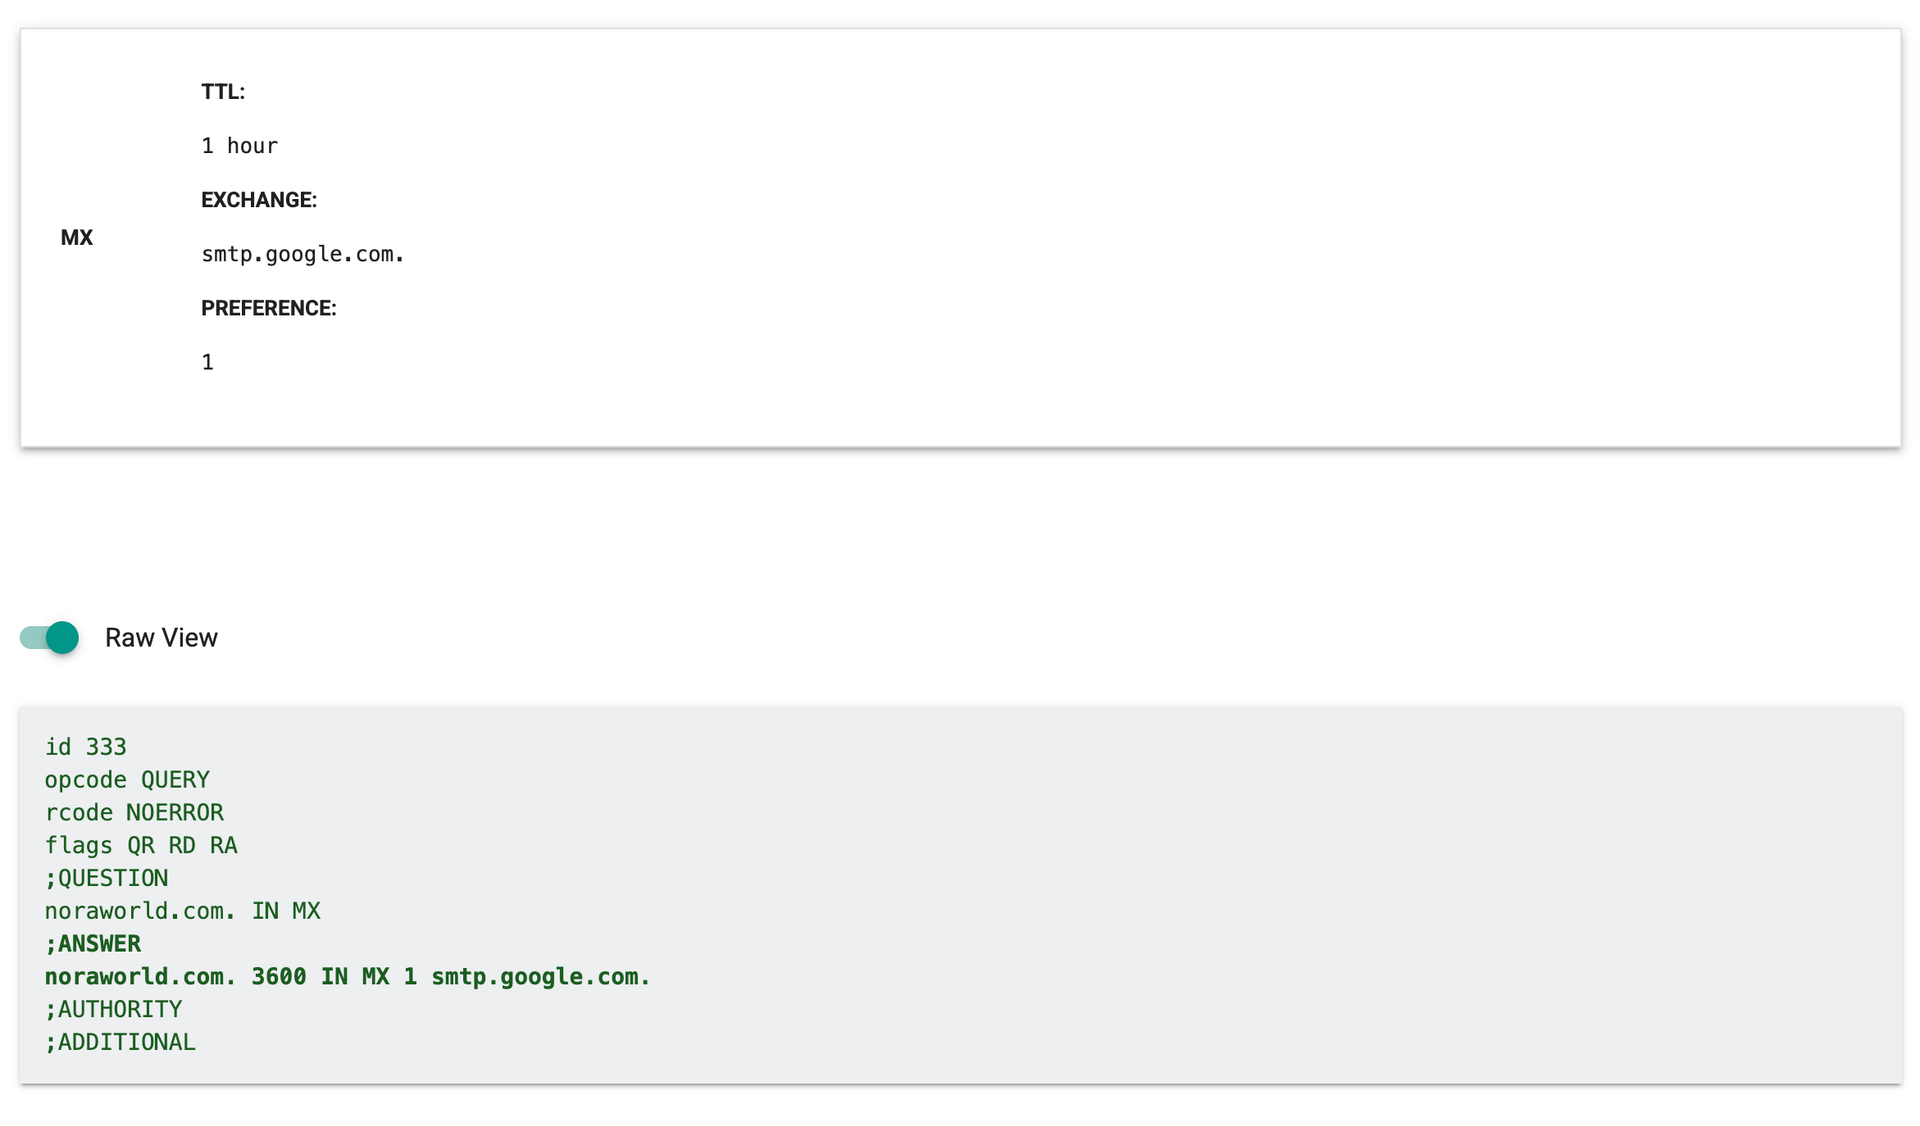 MX
TTL:
1 hour
EXCHANGE:
smtp.google.com.
PREFERENCE:
1
Raw View
id 333
opcode QUERY
rcode NOERROR
flags QR RD RA
;QUESTION
noraworld.com. IN MX
;ANSWER
noraworld.com. 3600 IN MX 1 smtp.google.com.
;AUTHORITY
;ADDITIONAL